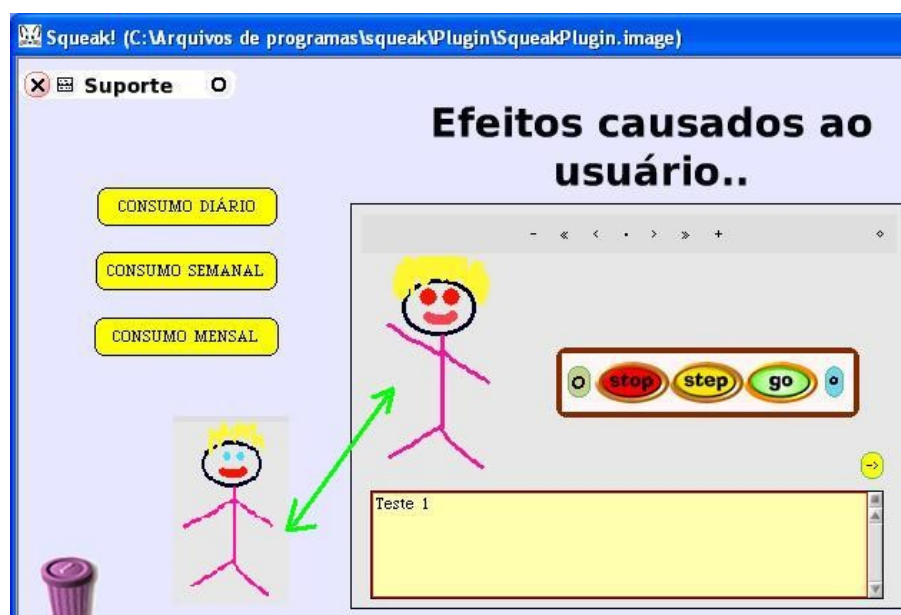 Squeak! (C:\Arquivos de programas\squeak\Plugin\SqueakPlugin.image)
Suporte
Efeitos causados ao
usuário..
CONSUMO DIÁRIO
CONSUMO SEMANAL
CONSUMO MENSAL
- « < · > » +
stop step go
->
Teste 1